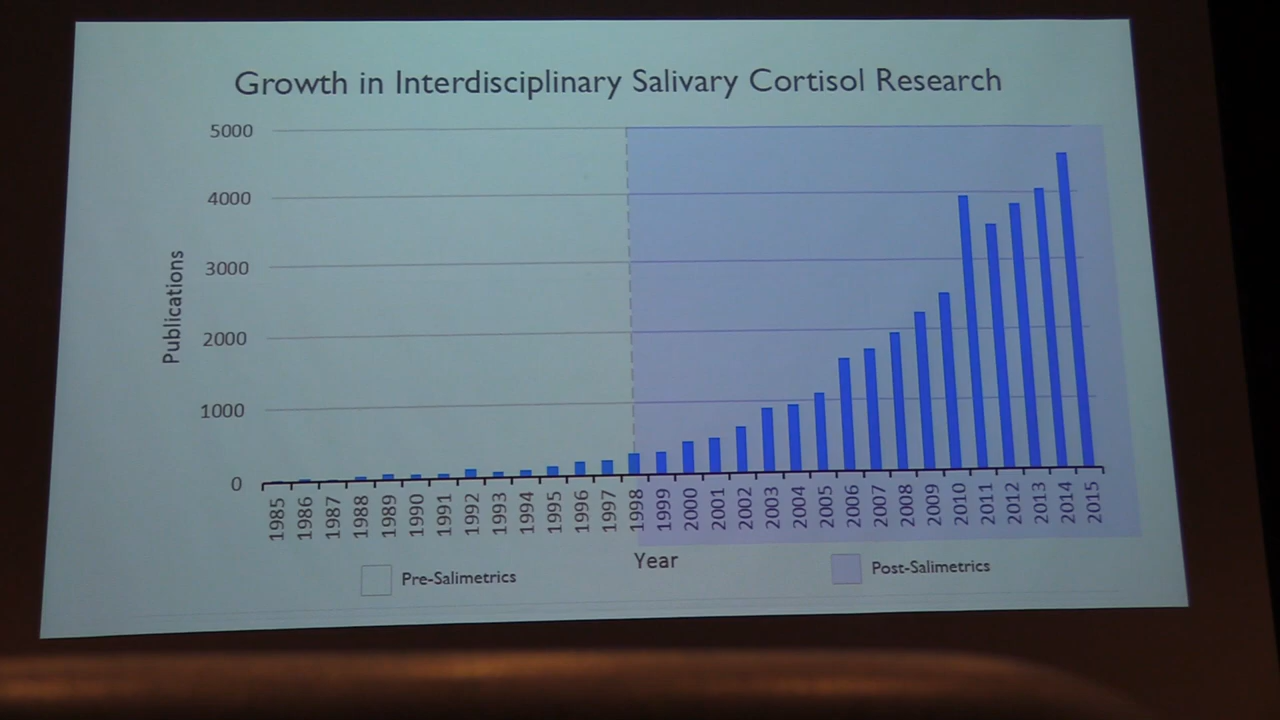 Growth in Interdisciplinary Salivary Cortisol Research
5000
4000
3000
2000
1000
0
Publications
1985 1986 1987 1988 1989 1990 1991 1992 1993 1994 1995 1996 1997 1998 1999 2000 2001 2002 2003 2004 2005 2006 2007 2008 2009 2010 2011 2012 2013 2014 2015
Year
Pre-Salimetrics
Post-Salimetrics